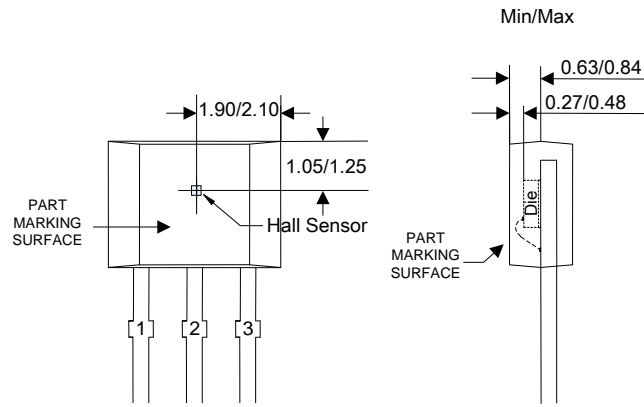 Min/Max
0.63/0.84
0.27/0.48
1.90/2.10
1.05/1.25
PART
MARKING
SURFACE
Hall Sensor
Die
PART
MARKING
SURFACE
1 2 3